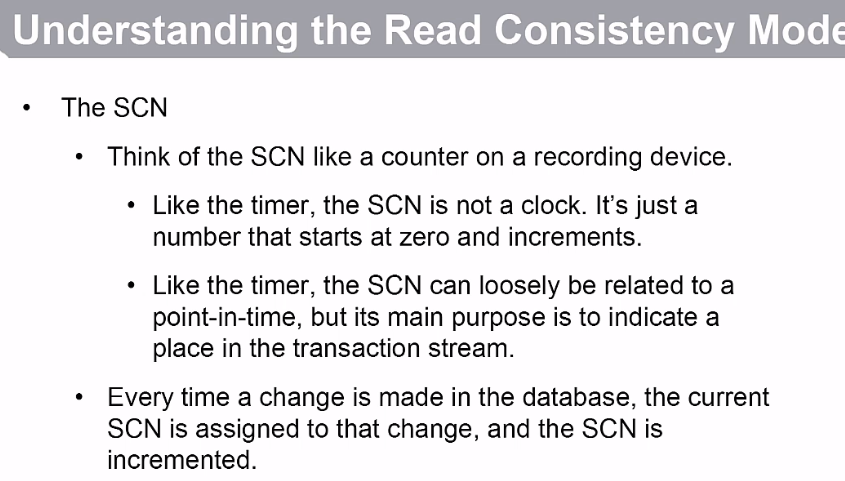 Understanding the Read Consistency Mode
• The SCN
• Think of the SCN like a counter on a recording device.
• Like the timer, the SCN is not a clock. It's just a
number that starts at zero and increments.
• Like the timer, the SCN can loosely be related to a
point-in-time, but its main purpose is to indicate a
place in the transaction stream.
• Every time a change is made in the database, the current
SCN is assigned to that change, and the SCN is
incremented.